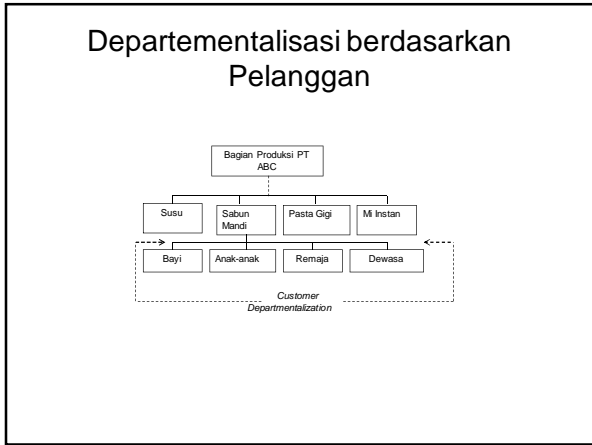 Departementalisasi berdasarkan
Pelanggan
Bagian Produksi PT
ABC
Susu
Sabun
Mandi
Pasta Gigi
Mi Instan
Bayi
Anak-anak
Remaja
Dewasa
Customer
Departmentalization